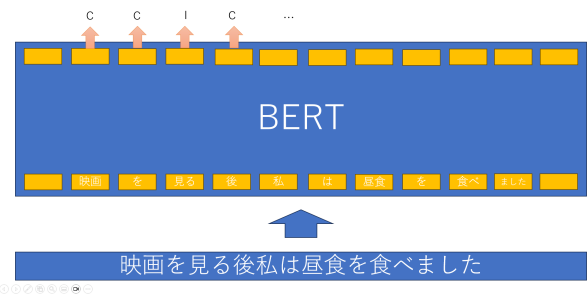 C C I C ...
BERT
映画 を 見る 後 私 は 昼食 を 食べ ました
映画を見る後私は昼食を食べました